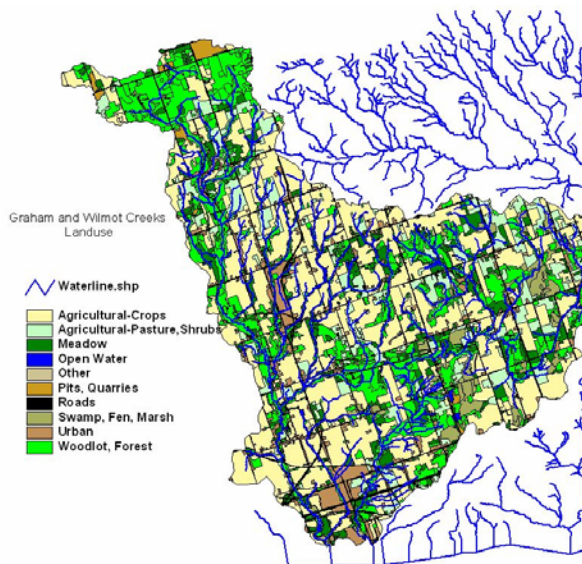 Graham and Wilmot Creeks
Landuse
Waterline.shp
Agricultural-Crops
Agricultural-Pasture,Shrubs
Meadow
Open Water
Other
Pits, Quarries
Roads
Swamp, Fen, Marsh
Urban
Woodlot, Forest